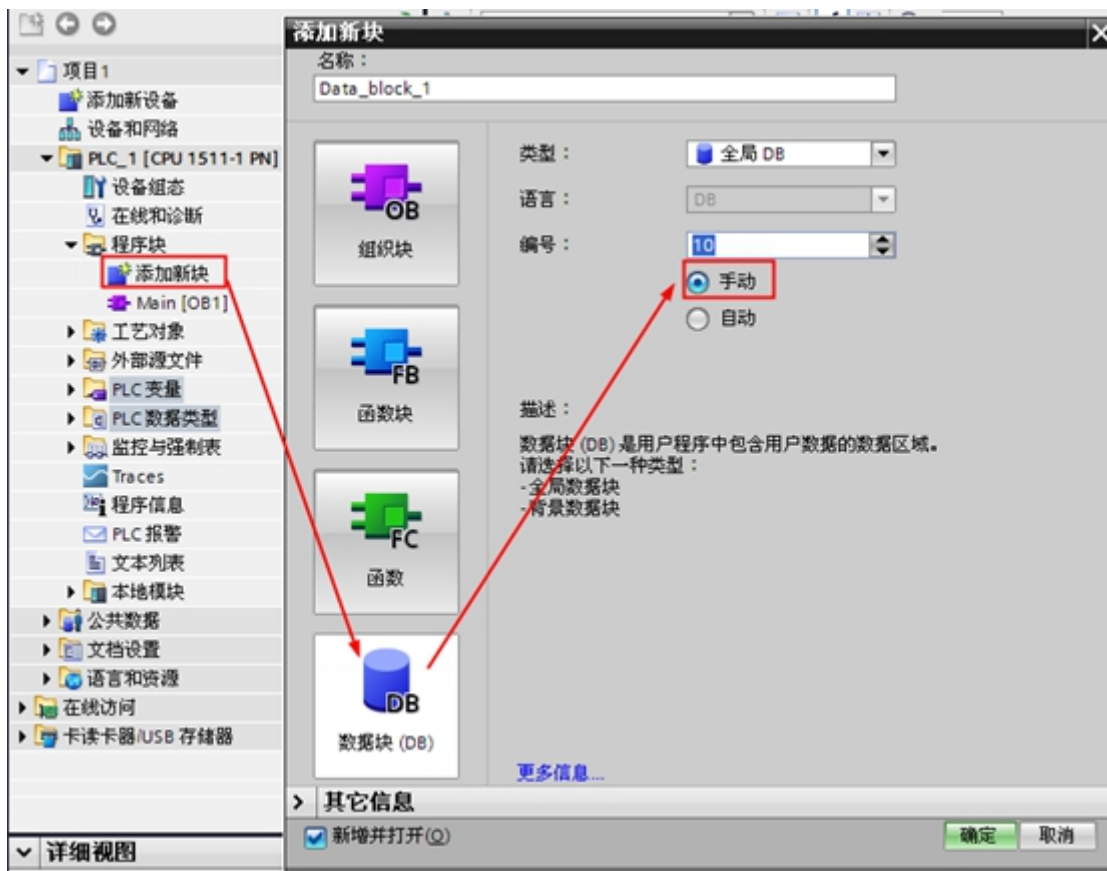 项目1
添加新设备
设备和网络
PLC_1 [CPU 1511-1 PN]
设备组态
在线和诊断
程序块
添加新块
Main [OB1]
工艺对象
外部源文件
PLC 变量
PLC 数据类型
监控与强制表
Traces
程序信息
PLC 报警
文本列表
本地模块
公共数据
文档设置
语言和资源
在线访问
卡读卡器/USB 存储器
详细视图
添加新块
名称：
Data_block_1
OB
组织块
FB
函数块
FC
函数
DB
数据块 (DB)
类型： 全局 DB
语言： DB
编号： 10
手动
自动
描述：
数据块 (DB) 是用户程序中包含用户数据的数据区域。
请选择以下一种类型：
-全局数据块
-背景数据块
更多信息...
其它信息
新增并打开(O)
确定 取消